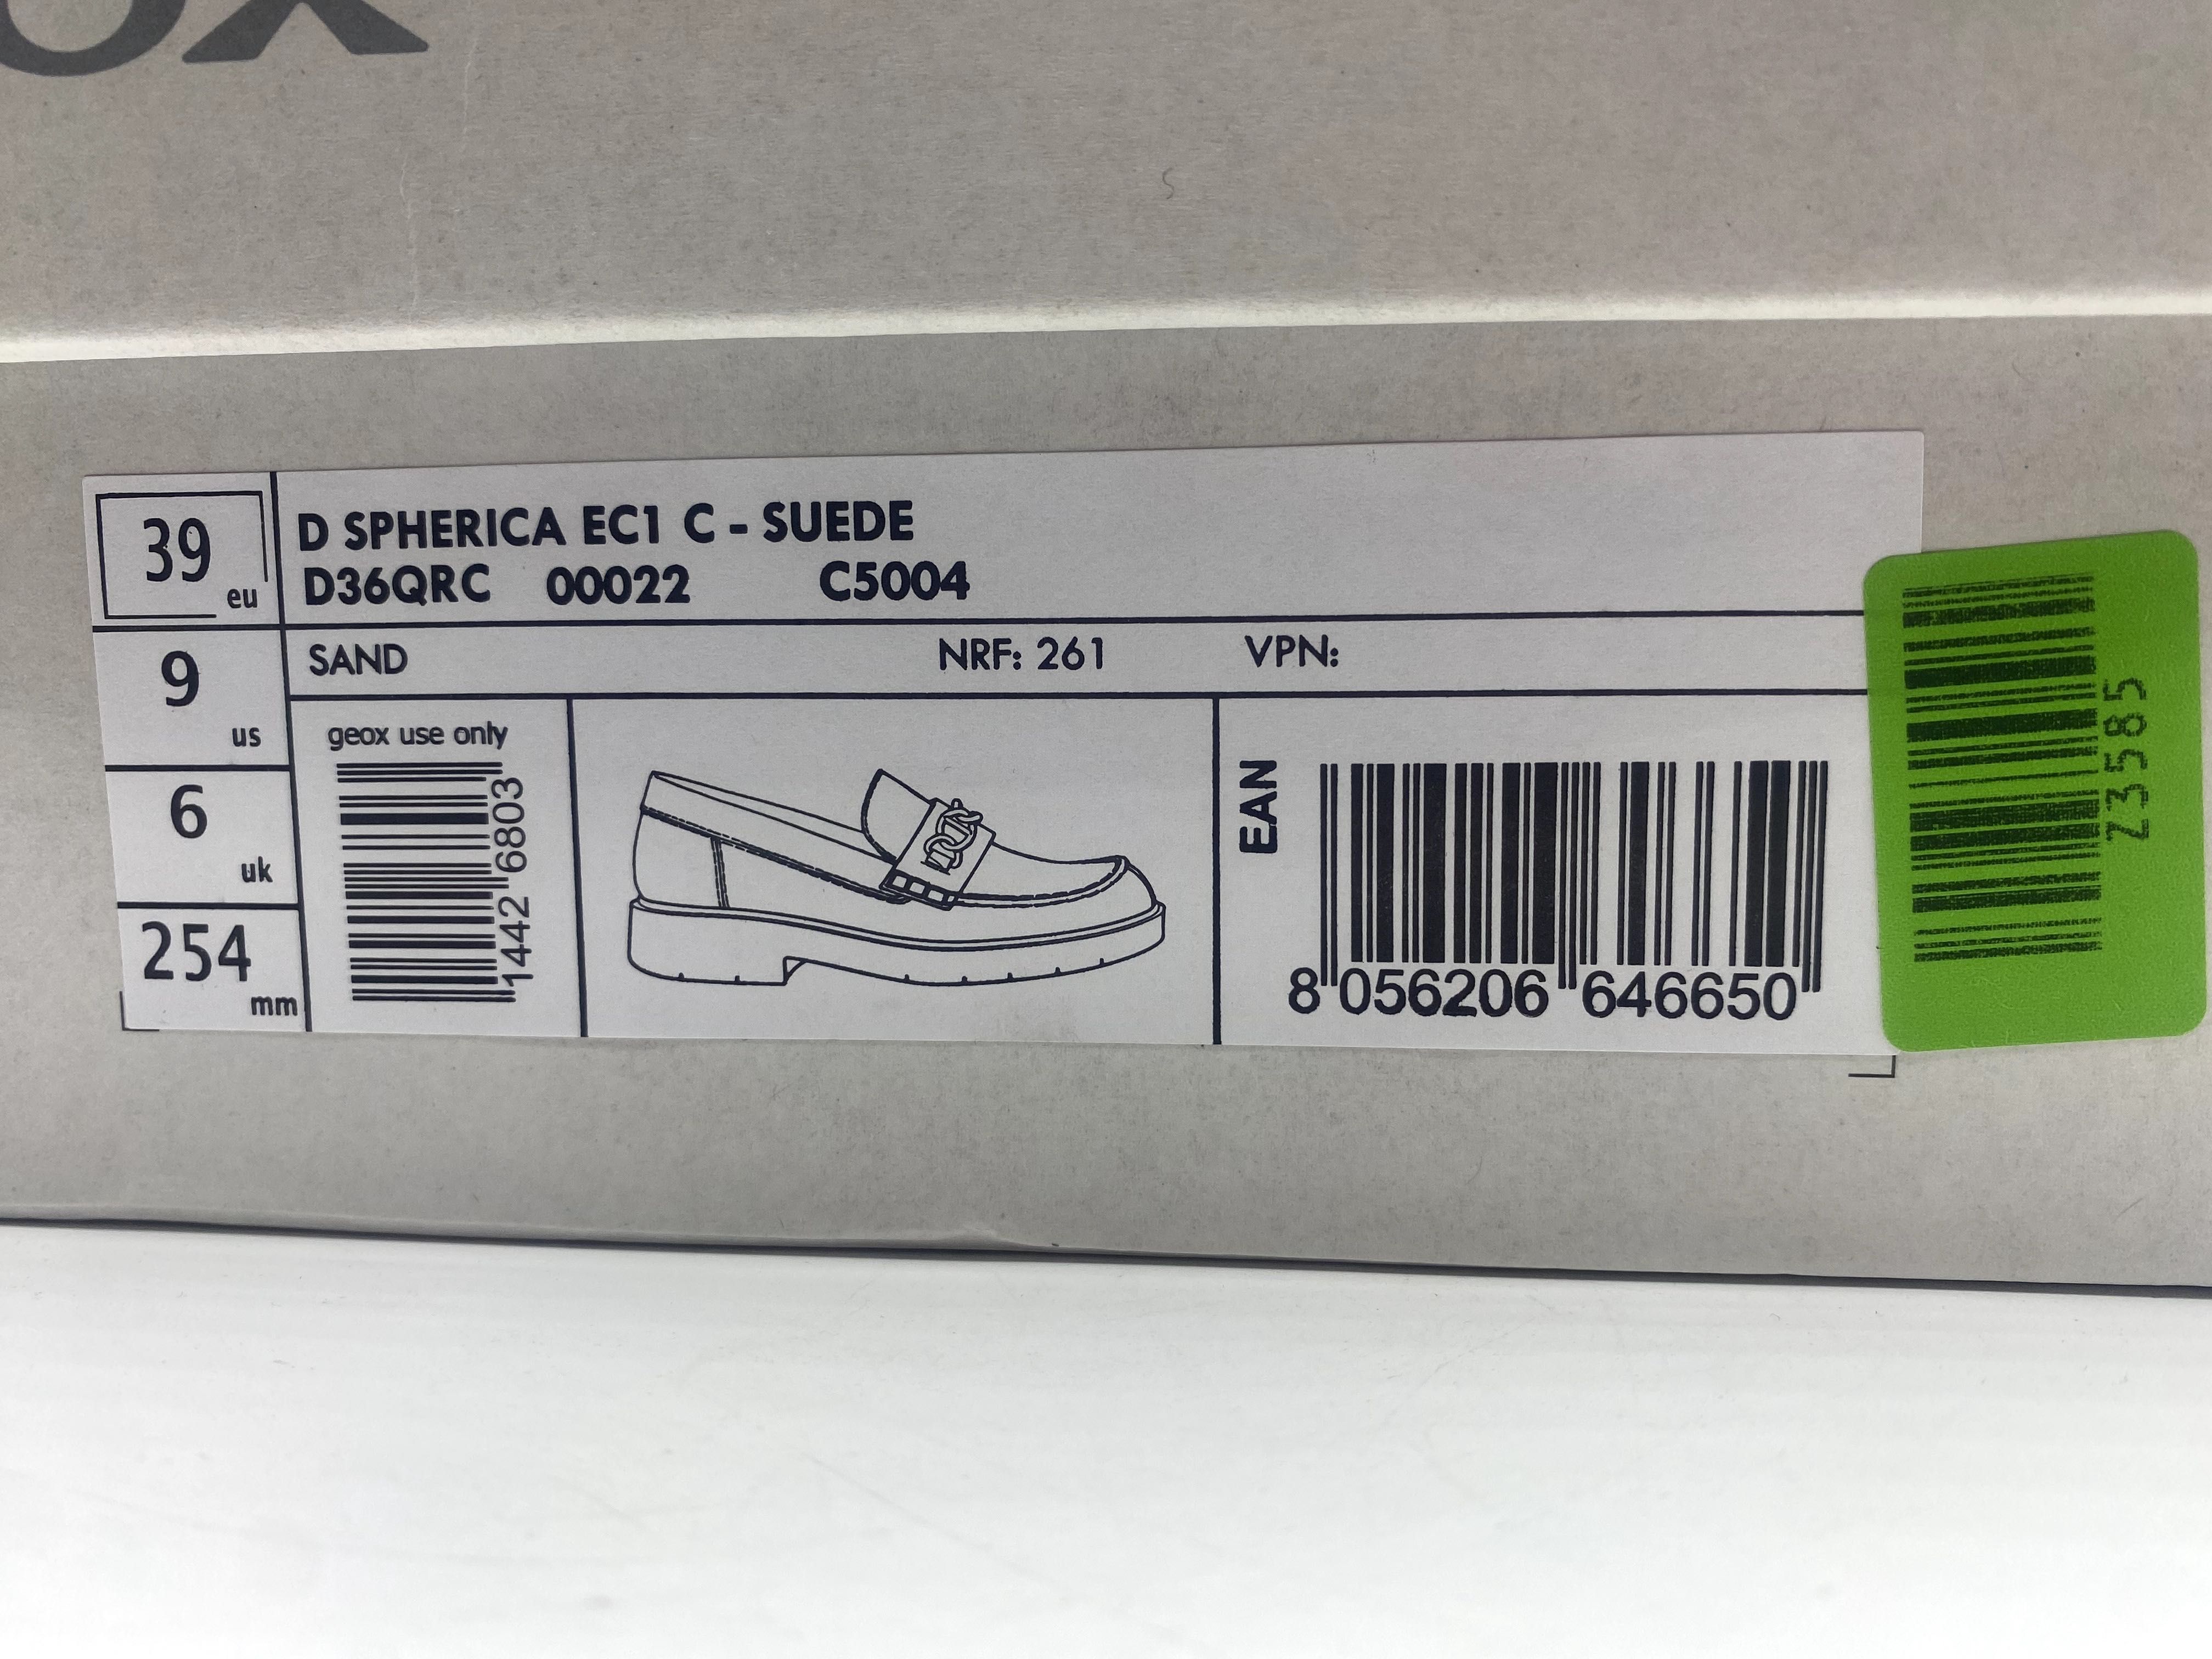 OX
39 eu
D SPHERICA EC1 C - SUEDE
D36QRC 00022 C5004
9 us
SAND NRF: 261 VPN:
6 uk
254 mm
geox use only
1442 6803
EAN
8 056206 646650
Z3585